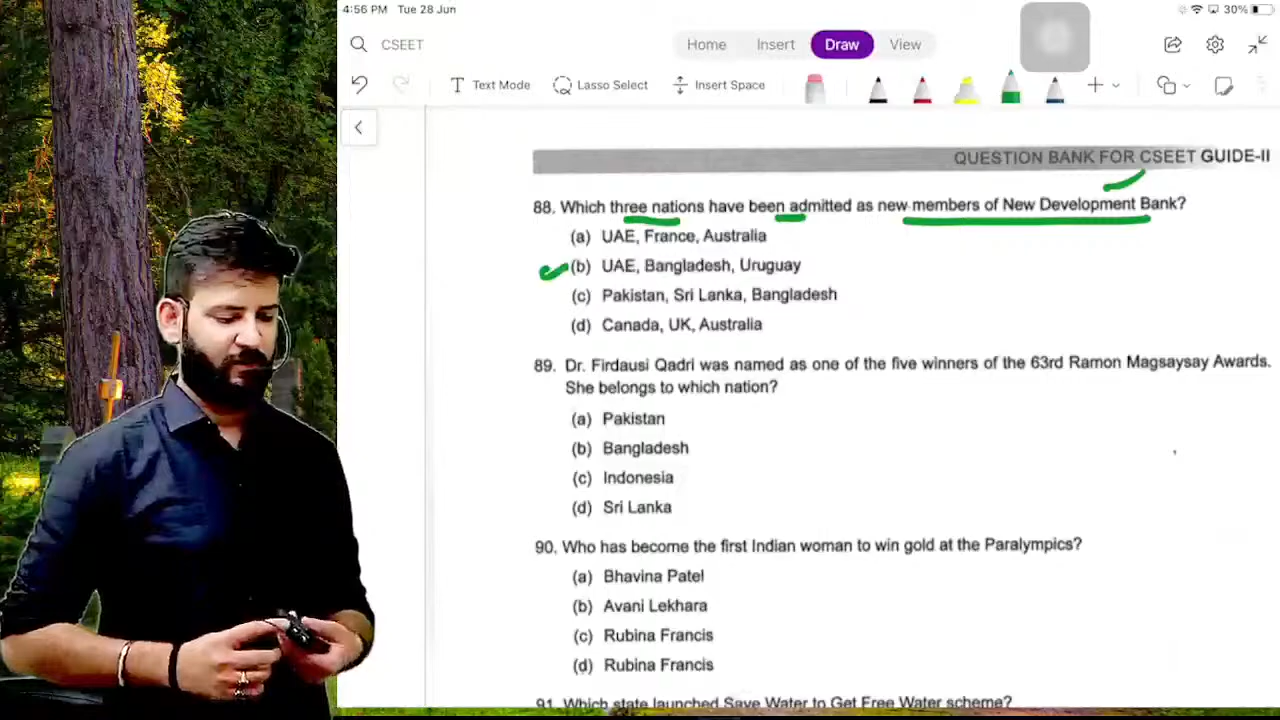 4:56 PM Tue 28 Jun
30%
CSEET
Home Insert Draw View
Text Mode Lasso Select Insert Space
QUESTION BANK FOR CSEET GUIDE-II
88. Which three nations have been admitted as new members of New Development Bank?
(a) UAE, France, Australia
(b) UAE, Bangladesh, Uruguay
(c) Pakistan, Sri Lanka, Bangladesh
(d) Canada, UK, Australia
89. Dr. Firdausi Qadri was named as one of the five winners of the 63rd Ramon Magsaysay Awards.
She belongs to which nation?
(a) Pakistan
(b) Bangladesh
(c) Indonesia
(d) Sri Lanka
90. Who has become the first Indian woman to win gold at the Paralympics?
(a) Bhavina Patel
(b) Avani Lekhara
(c) Rubina Francis
(d) Rubina Francis
91. Which state launched Save Water to Get Free Water scheme?